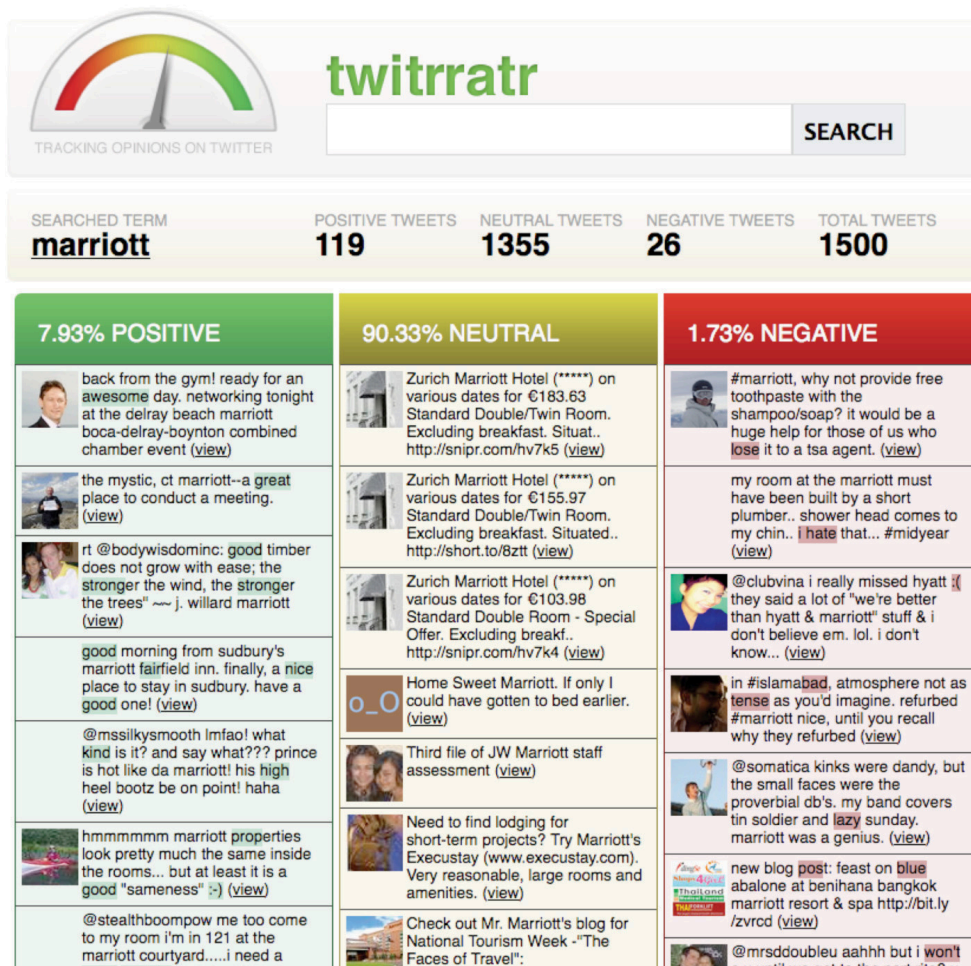 twitrratr
SEARCH
TRACKING OPINIONS ON TWITTER
SEARCHED TERM
marriott
POSITIVE TWEETS
119
NEUTRAL TWEETS
1355
NEGATIVE TWEETS
26
TOTAL TWEETS
1500
7.93% POSITIVE
back from the gym! ready for an
awesome day. networking tonight
at the delray beach marriott
boca-delray-boynton combined
chamber event (view)
the mystic, ct marriott--a great
place to conduct a meeting.
(view)
rt @bodywisdominc: good timber
does not grow with ease; the
stronger the wind, the stronger
the trees" ~~ j. willard marriott
(view)
good morning from sudbury's
marriott fairfield inn. finally, a nice
place to stay in sudbury. have a
good one! (view)
@mssilkysmooth lmfao! what
kind is it? and say what??? prince
is hot like da marriott! his high
heel bootz be on point! haha
(view)
hmmmmmm marriott properties
look pretty much the same inside
the rooms... but at least it is a
good "sameness" :-) (view)
@stealthboompow me too come
to my room i'm in 121 at the
marriott courtyard.....i need a
90.33% NEUTRAL
Zurich Marriott Hotel (*****) on
various dates for €183.63
Standard Double/Twin Room.
Excluding breakfast. Situat..
http://snipr.com/hv7k5 (view)
Zurich Marriott Hotel (*****) on
various dates for €155.97
Standard Double/Twin Room.
Excluding breakfast. Situated..
http://short.to/8ztt (view)
Zurich Marriott Hotel (*****) on
various dates for €103.98
Standard Double Room - Special
Offer. Excluding breakf..
http://snipr.com/hv7k4 (view)
o_O
Home Sweet Marriott. If only I
could have gotten to bed earlier.
(view)
Third file of JW Marriott staff
assessment (view)
Need to find lodging for
short-term projects? Try Marriott's
Execustay (www.execustay.com).
Very reasonable, large rooms and
amenities. (view)
Check out Mr. Marriott's blog for
National Tourism Week -"The
Faces of Travel":
1.73% NEGATIVE
#marriott, why not provide free
toothpaste with the
shampoo/soap? it would be a
huge help for those of us who
lose it to a tsa agent. (view)
my room at the marriott must
have been built by a short
plumber.. shower head comes to
my chin.. i hate that... #midyear
(view)
@clubvina i really missed hyatt :(
they said a lot of "we're better
than hyatt & marriott" stuff & i
don't believe em. lol. i don't
know... (view)
in #islamabad, atmosphere not as
tense as you'd imagine. refurbed
#marriott nice, until you recall
why they refurbed (view)
@somatica kinks were dandy, but
the small faces were the
proverbial db's. my band covers
tin soldier and lazy sunday.
marriott was a genius. (view)
ThaiLand
new blog post: feast on blue
abalone at benihana bangkok
marriott resort & spa http://bit.ly
/zvrcd (view)
@mrsddoubleu aahhh but i won't